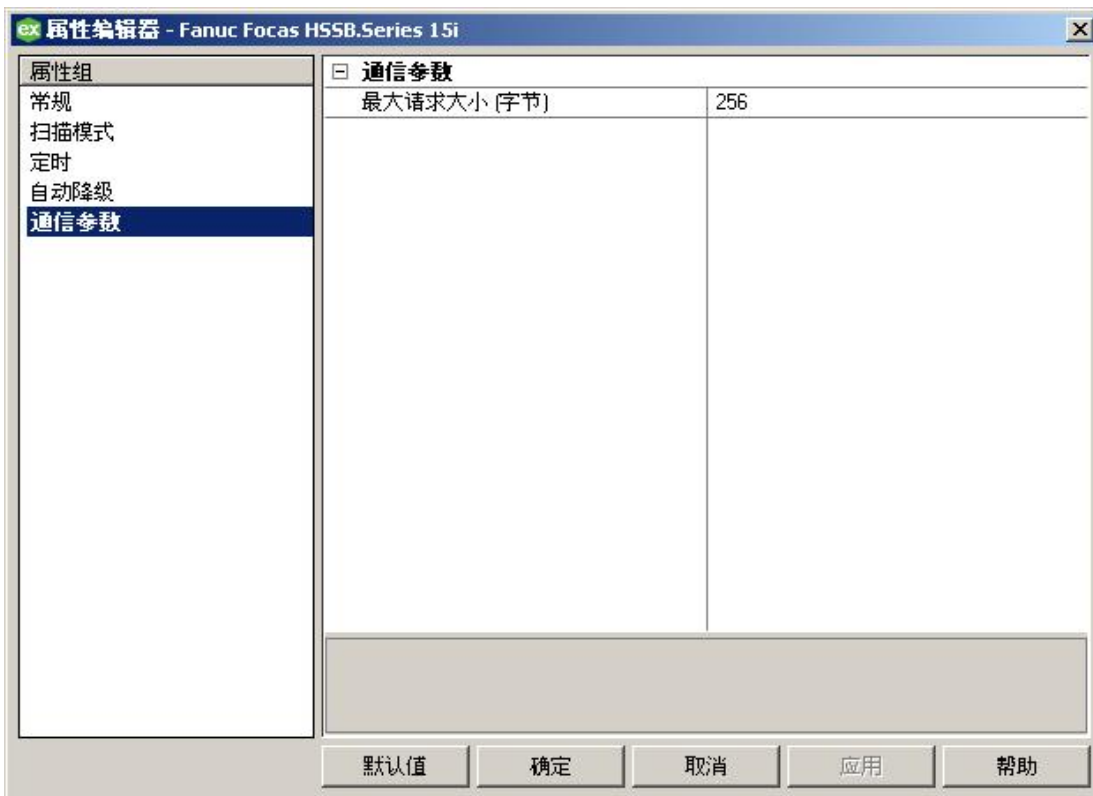 ex 属性编辑器 - Fanuc Focas HSSB.Series 15i
属性组
常规
扫描模式
定时
自动降级
通信参数
通信参数
最大请求大小 (字节) 256
默认值 确定 取消 应用 帮助